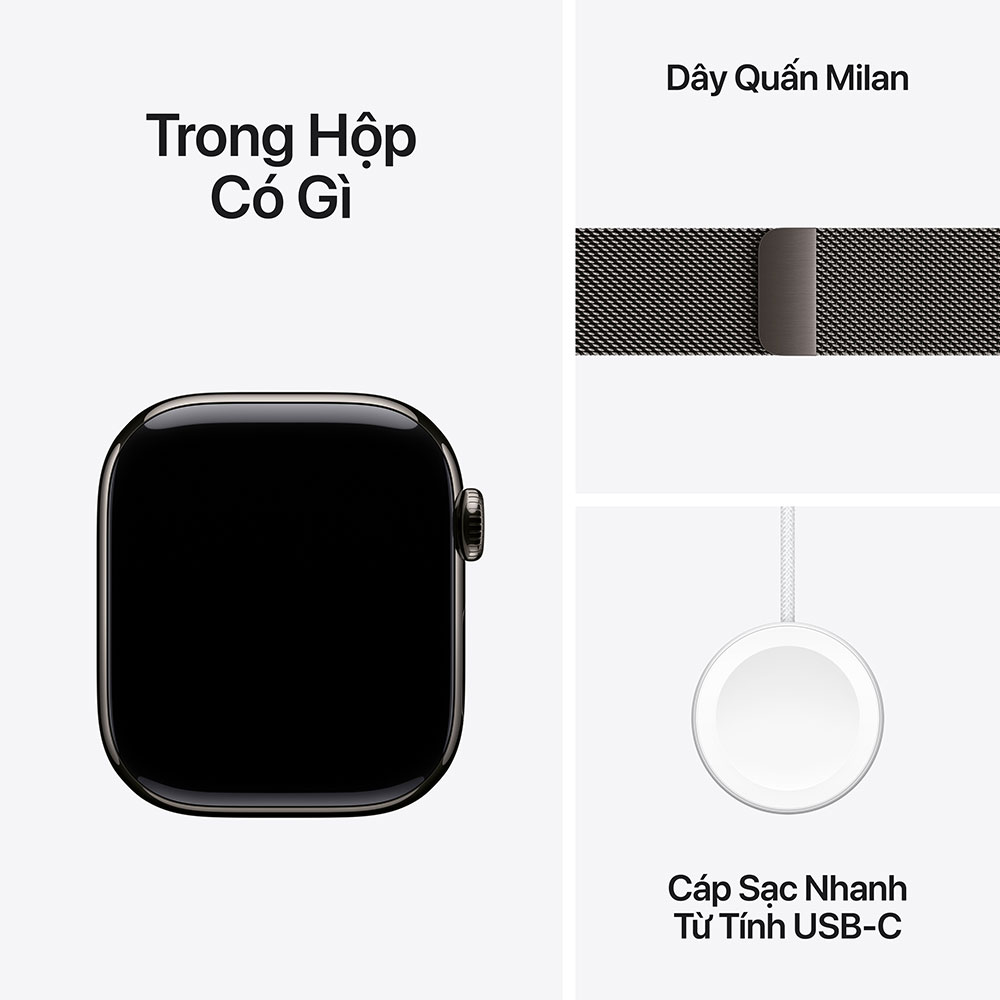 Trong Hộp
Có Gì
Dây Quấn Milan
Cáp Sạc Nhanh
Từ Tính USB-C